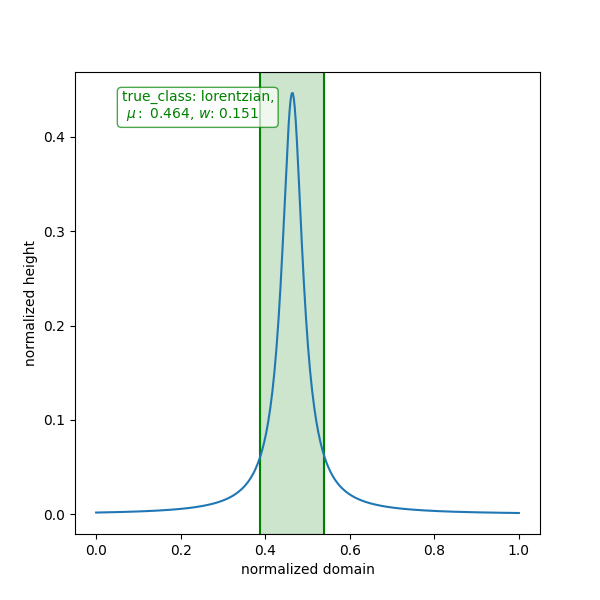 true_class: lorentzian,
μ: 0.464, w: 0.151
0.4
0.3
0.2
0.1
0.0
normalized height
0.0 0.2 0.4 0.6 0.8 1.0
normalized domain